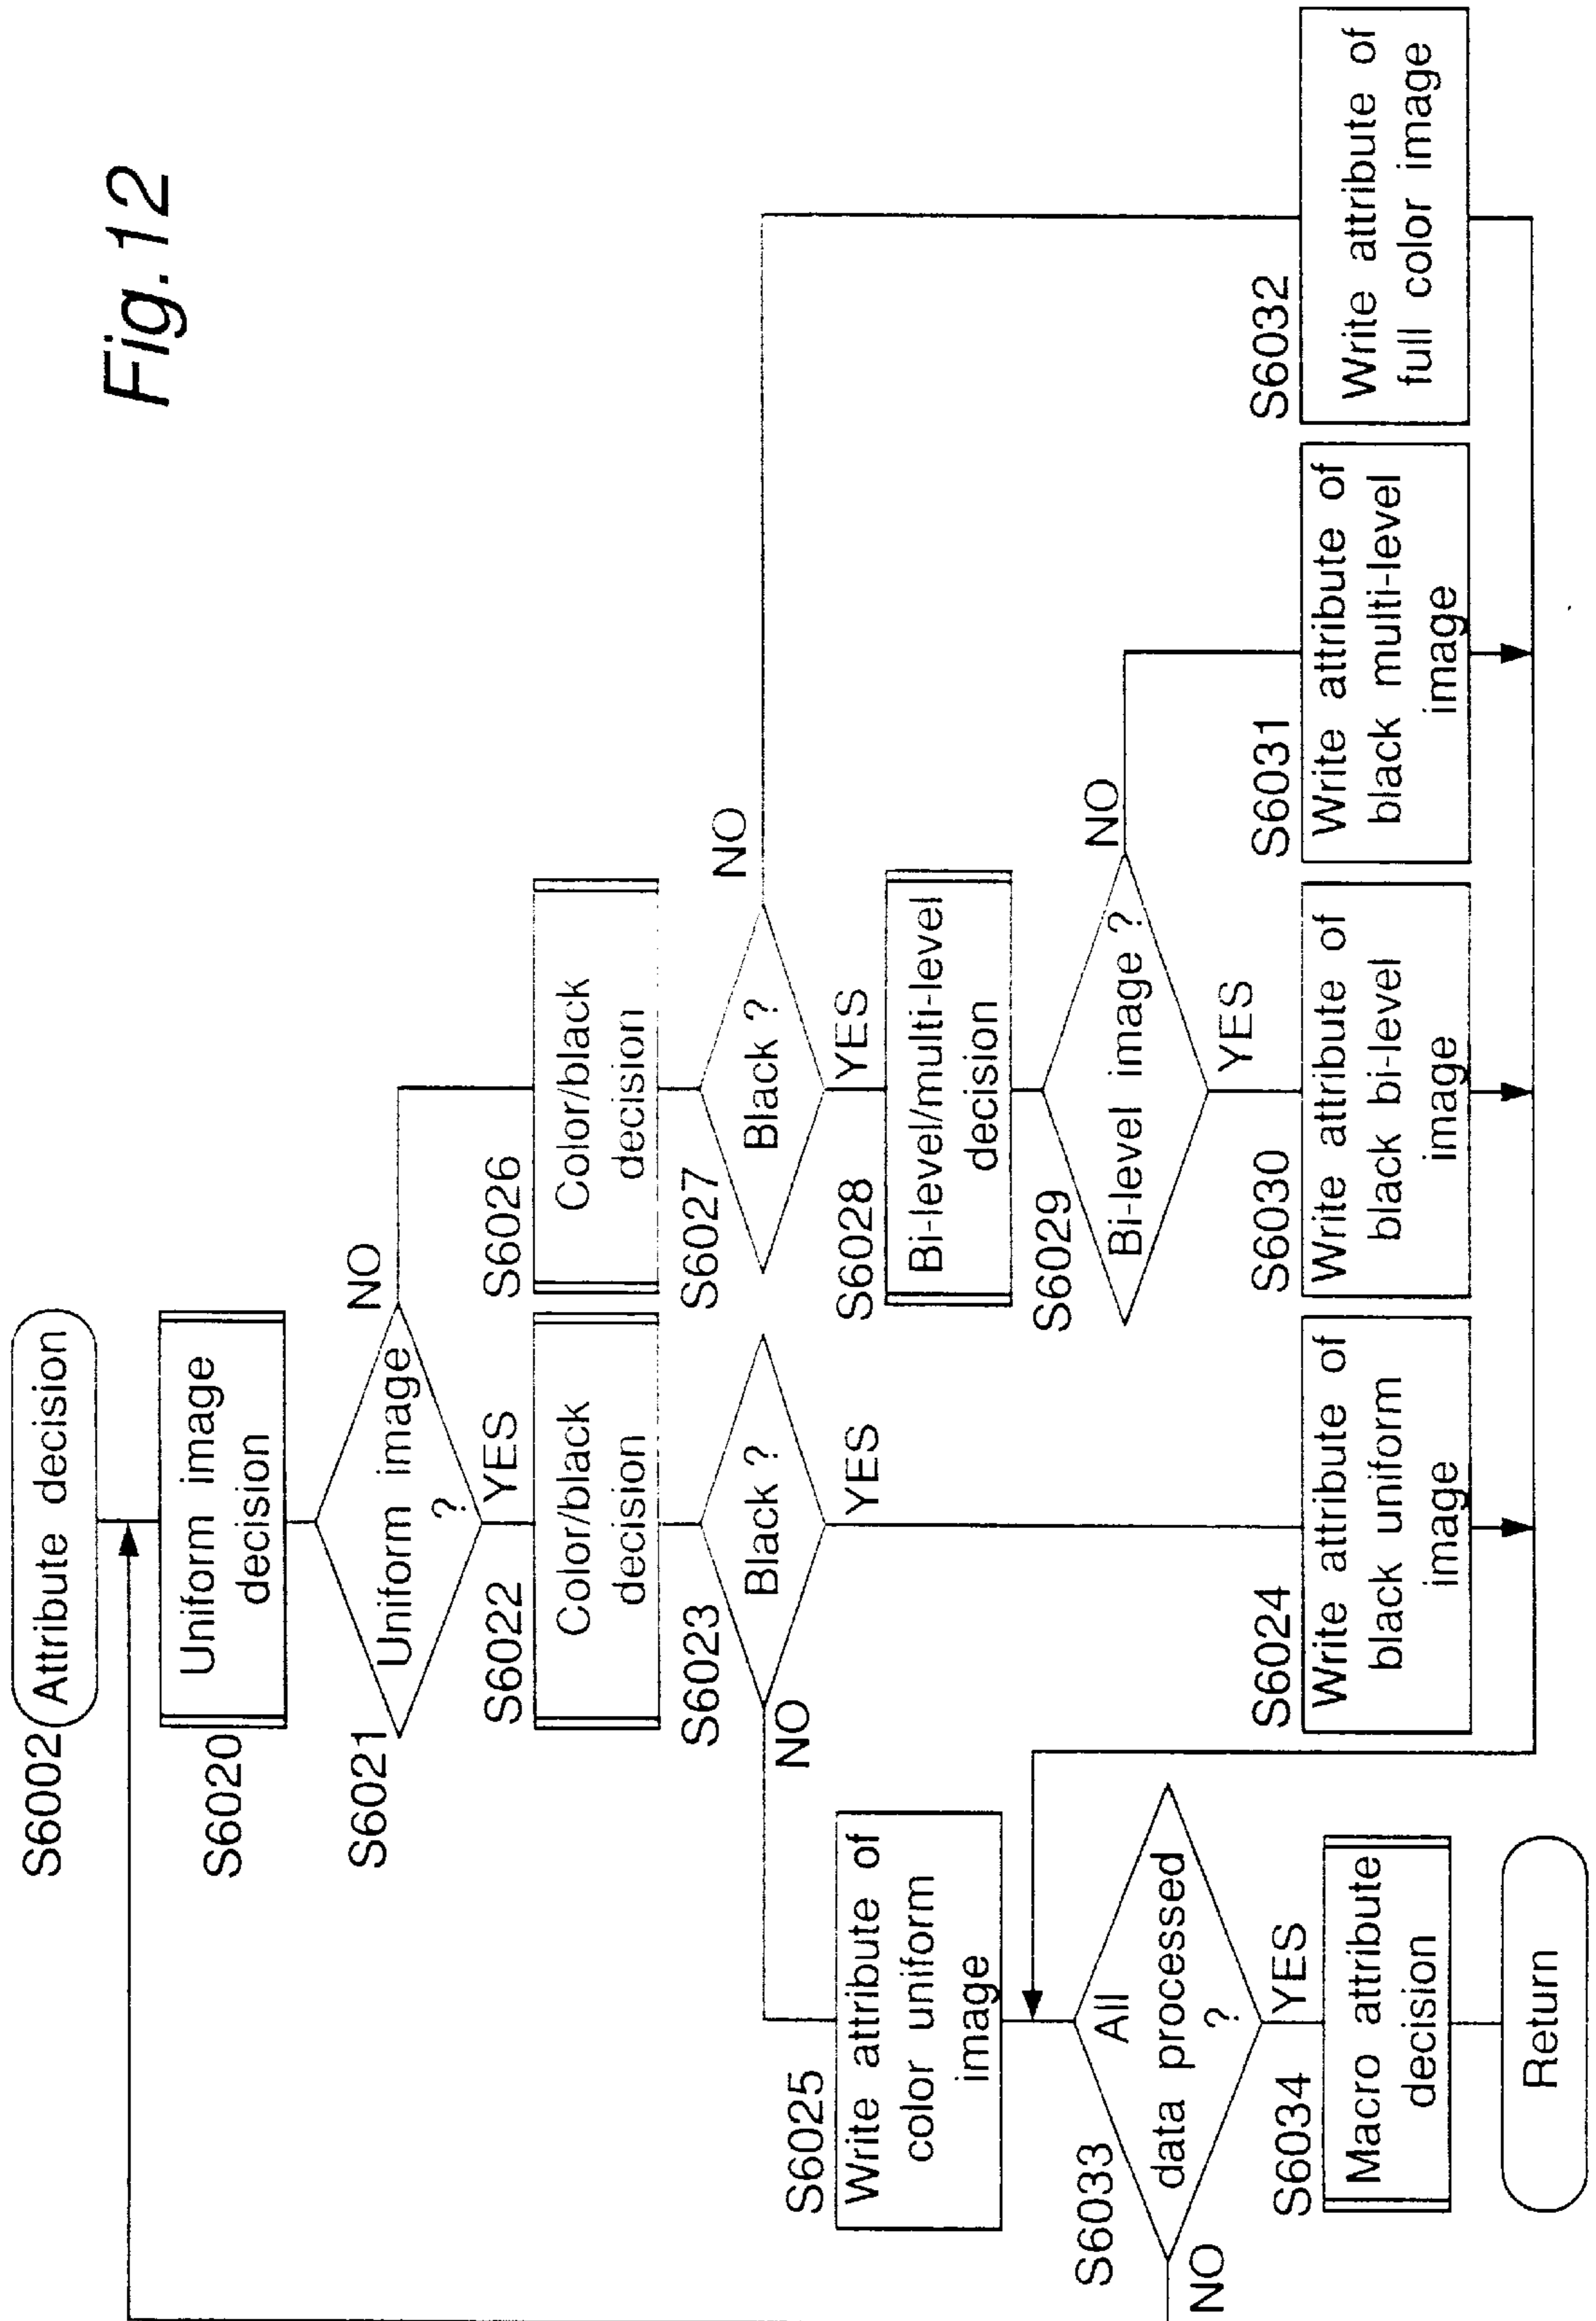 Fig.12
S6002
Attribute decision
S6020
Uniform image
decision
S6021
Uniform image
?
NO
YES
S6022
Color/black
decision
S6026
Color/black
decision
S6023
Black ?
NO
YES
S6027
Black ?
NO
YES
S6025
Write attribute of
color uniform
image
S6028
Bi-level/multi-level
decision
S6029
Bi-level image ?
NO
YES
S6033
All
data processed
?
NO
YES
S6024
Write attribute of
black uniform
image
S6030
Write attribute of
black bi-level
image
S6031
Write attribute of
black multi-level
image
S6032
Write attribute of
full color image
S6034
Macro attribute
decision
Return